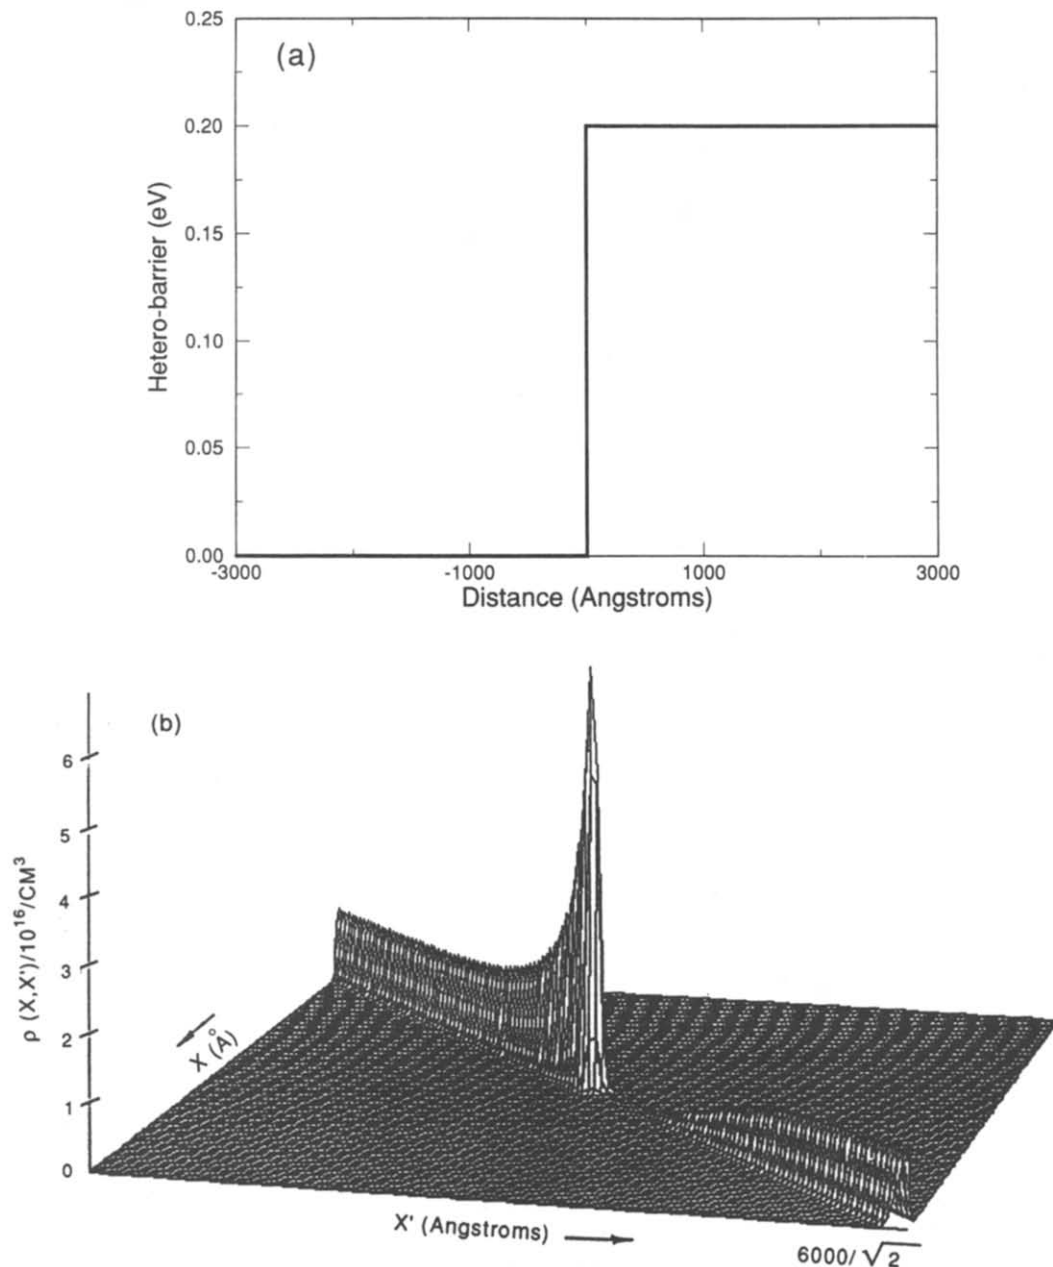 (a)
Hetero-barrier (eV)
0.25
0.20
0.15
0.10
0.05
0.00
-3000
-1000
1000
3000
Distance (Angstroms)
(b)
ρ (X,X')/10¹⁶/CM³
6
5
4
3
2
1
0
X (Å)
X' (Angstroms)
6000/√2